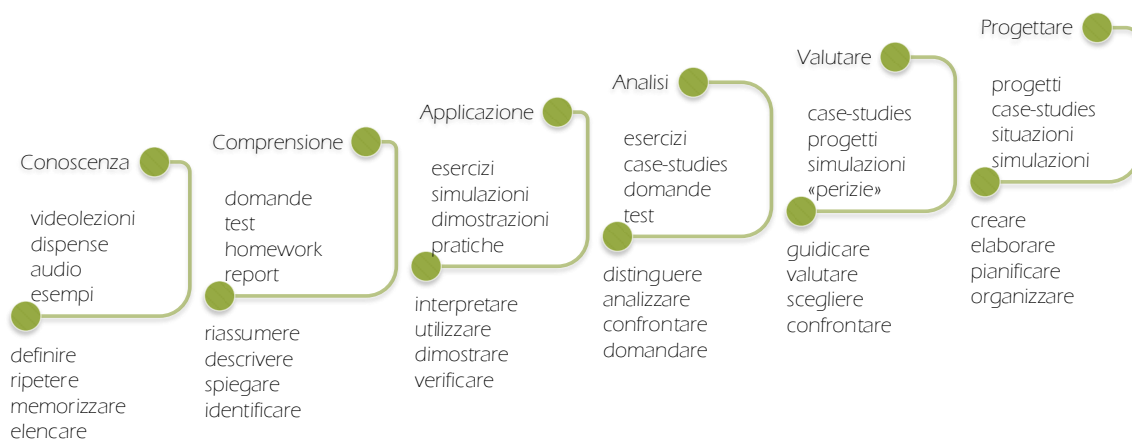 Conoscenza
videolezioni
dispense
audio
esempi
definire
ripetere
memorizzare
elencare
Comprensione
domande
test
homework
report
riassumere
descrivere
spiegare
identificare
Applicazione
esercizi
simulazioni
dimostrazioni
pratiche
interpretare
utilizzare
dimostrare
verificare
Analisi
esercizi
case-studies
domande
test
distinguere
analizzare
confrontare
domandare
Valutare
case-studies
progetti
simulazioni
«perizie»
guidicare
valutare
scegliere
confrontare
Progettare
progetti
case-studies
situazioni
simulazioni
creare
elaborare
pianificare
organizzare